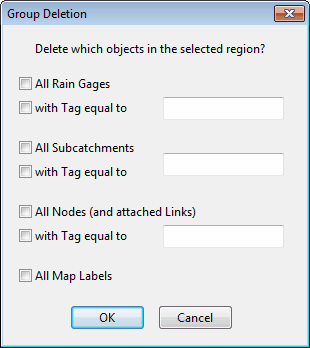 Group Deletion
Delete which objects in the selected region?
All Rain Gages
with Tag equal to
All Subcatchments
with Tag equal to
All Nodes (and attached Links)
with Tag equal to
All Map Labels
OK
Cancel